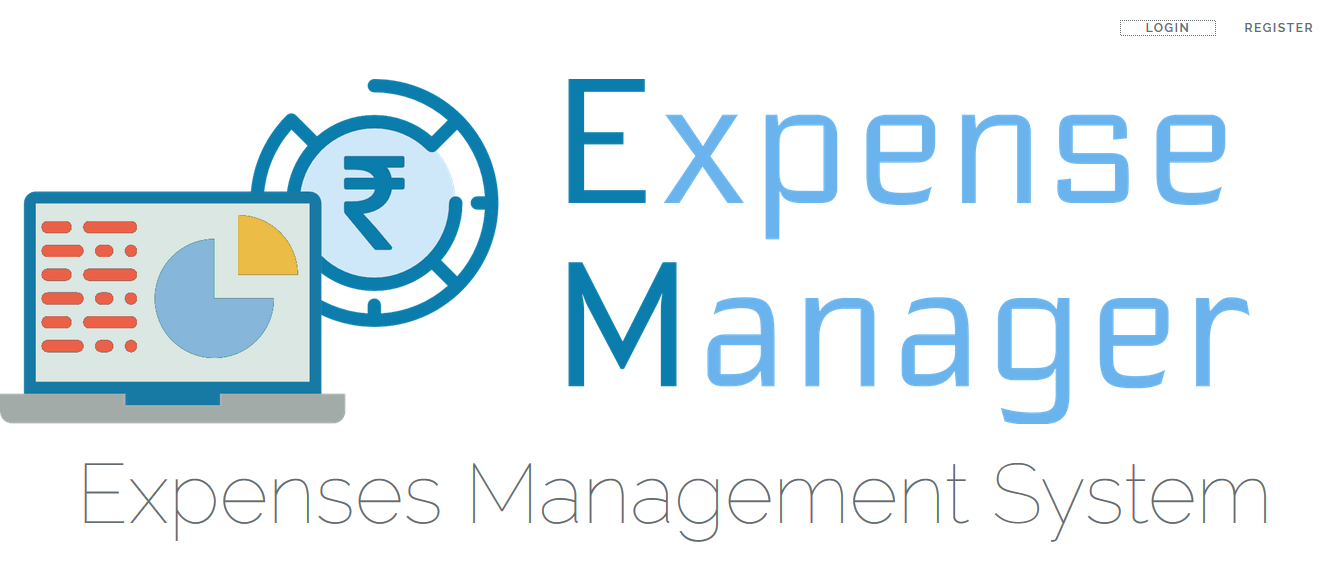 LOGIN REGISTER
₹
Expense
Manager
Expenses Management System